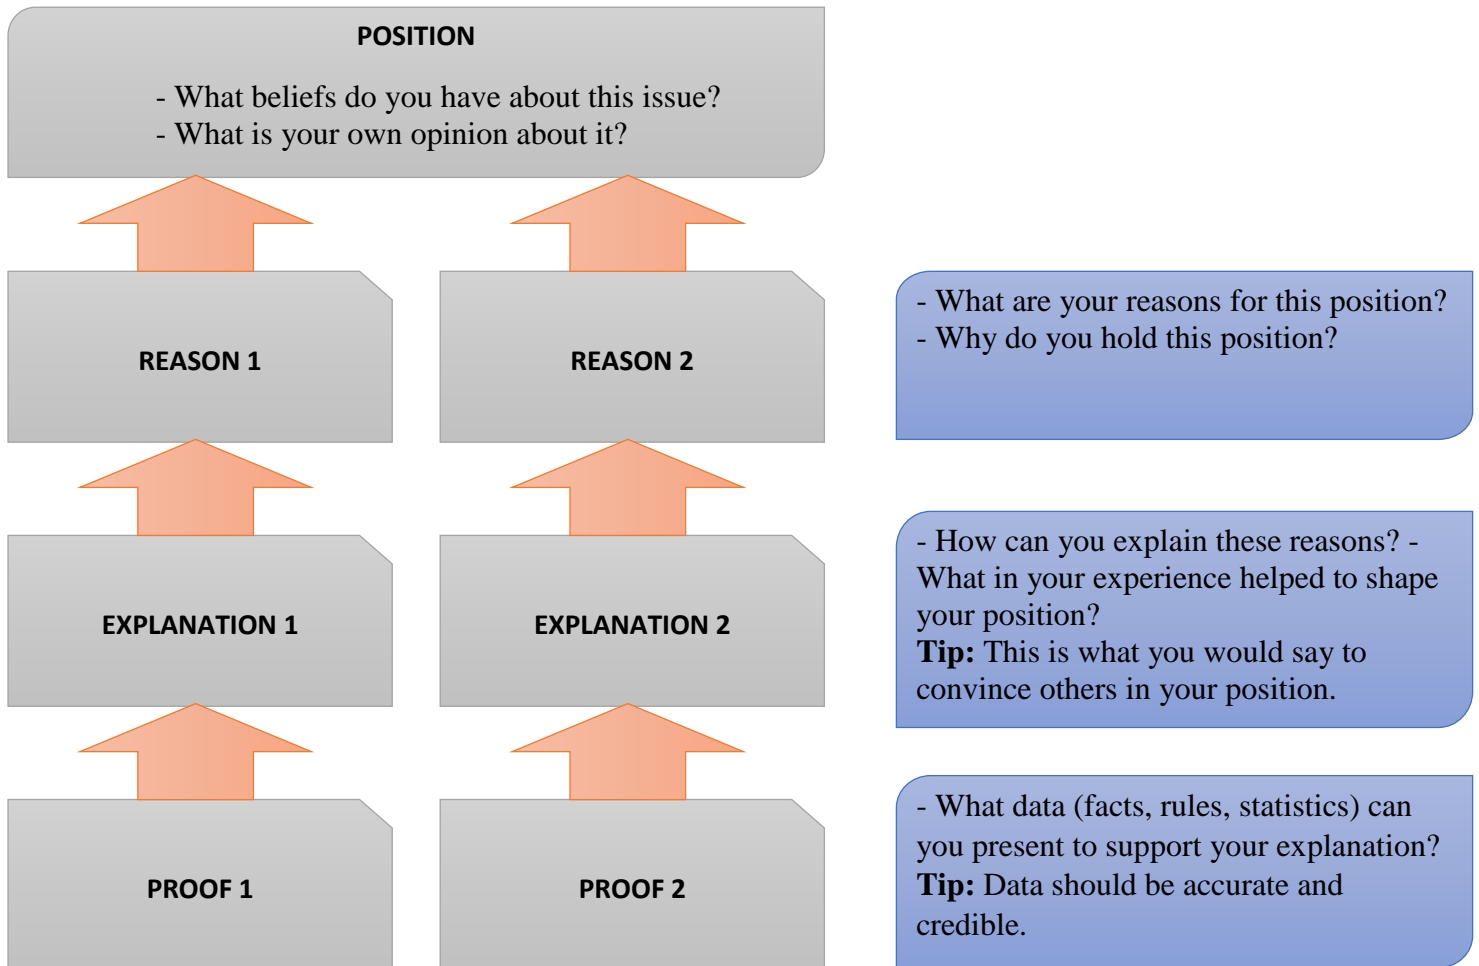 POSITION
- What beliefs do you have about this issue?
- What is your own opinion about it?
REASON 1
REASON 2
- What are your reasons for this position?
- Why do you hold this position?
EXPLANATION 1
EXPLANATION 2
- How can you explain these reasons? -
What in your experience helped to shape
your position?
Tip: This is what you would say to
convince others in your position.
PROOF 1
PROOF 2
- What data (facts, rules, statistics) can
you present to support your explanation?
Tip: Data should be accurate and
credible.